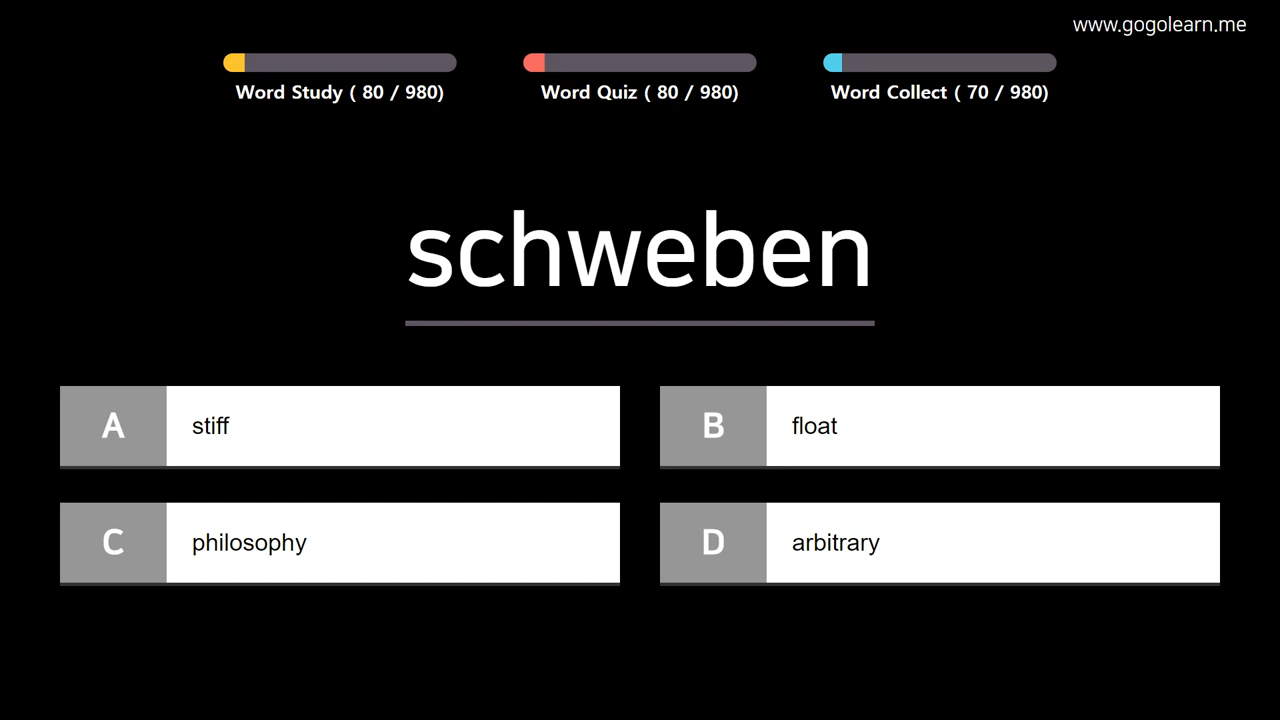 www.gogolearn.me
Word Study ( 80 / 980)
Word Quiz ( 80 / 980)
Word Collect ( 70 / 980)
schweben
A stiff
B float
C philosophy
D arbitrary